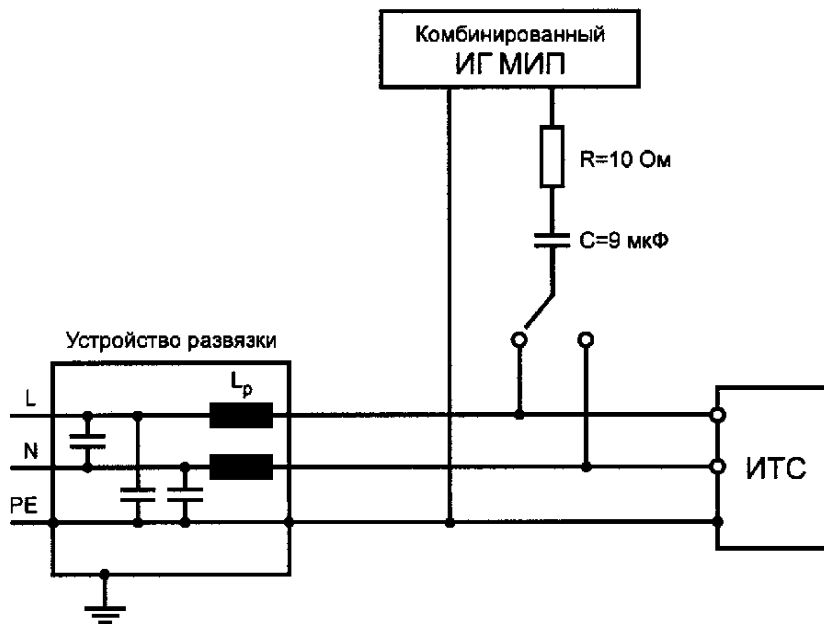 Комбинированный
ИГ МИП
R=10 Ом
C=9 мкФ
Устройство развязки
Lр
L
N
PE
ИТС